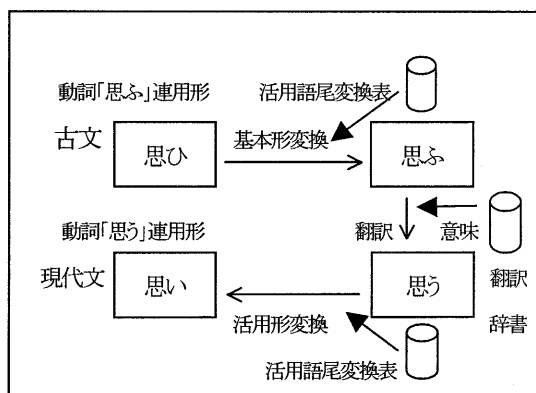 動詞「思ふ」連用形
活用語尾変換表
古文
思ひ
基本形変換
思ふ
動詞「思う」連用形
翻訳
意味
現代文
思い
思う
翻訳
辞書
活用形変換
活用語尾変換表